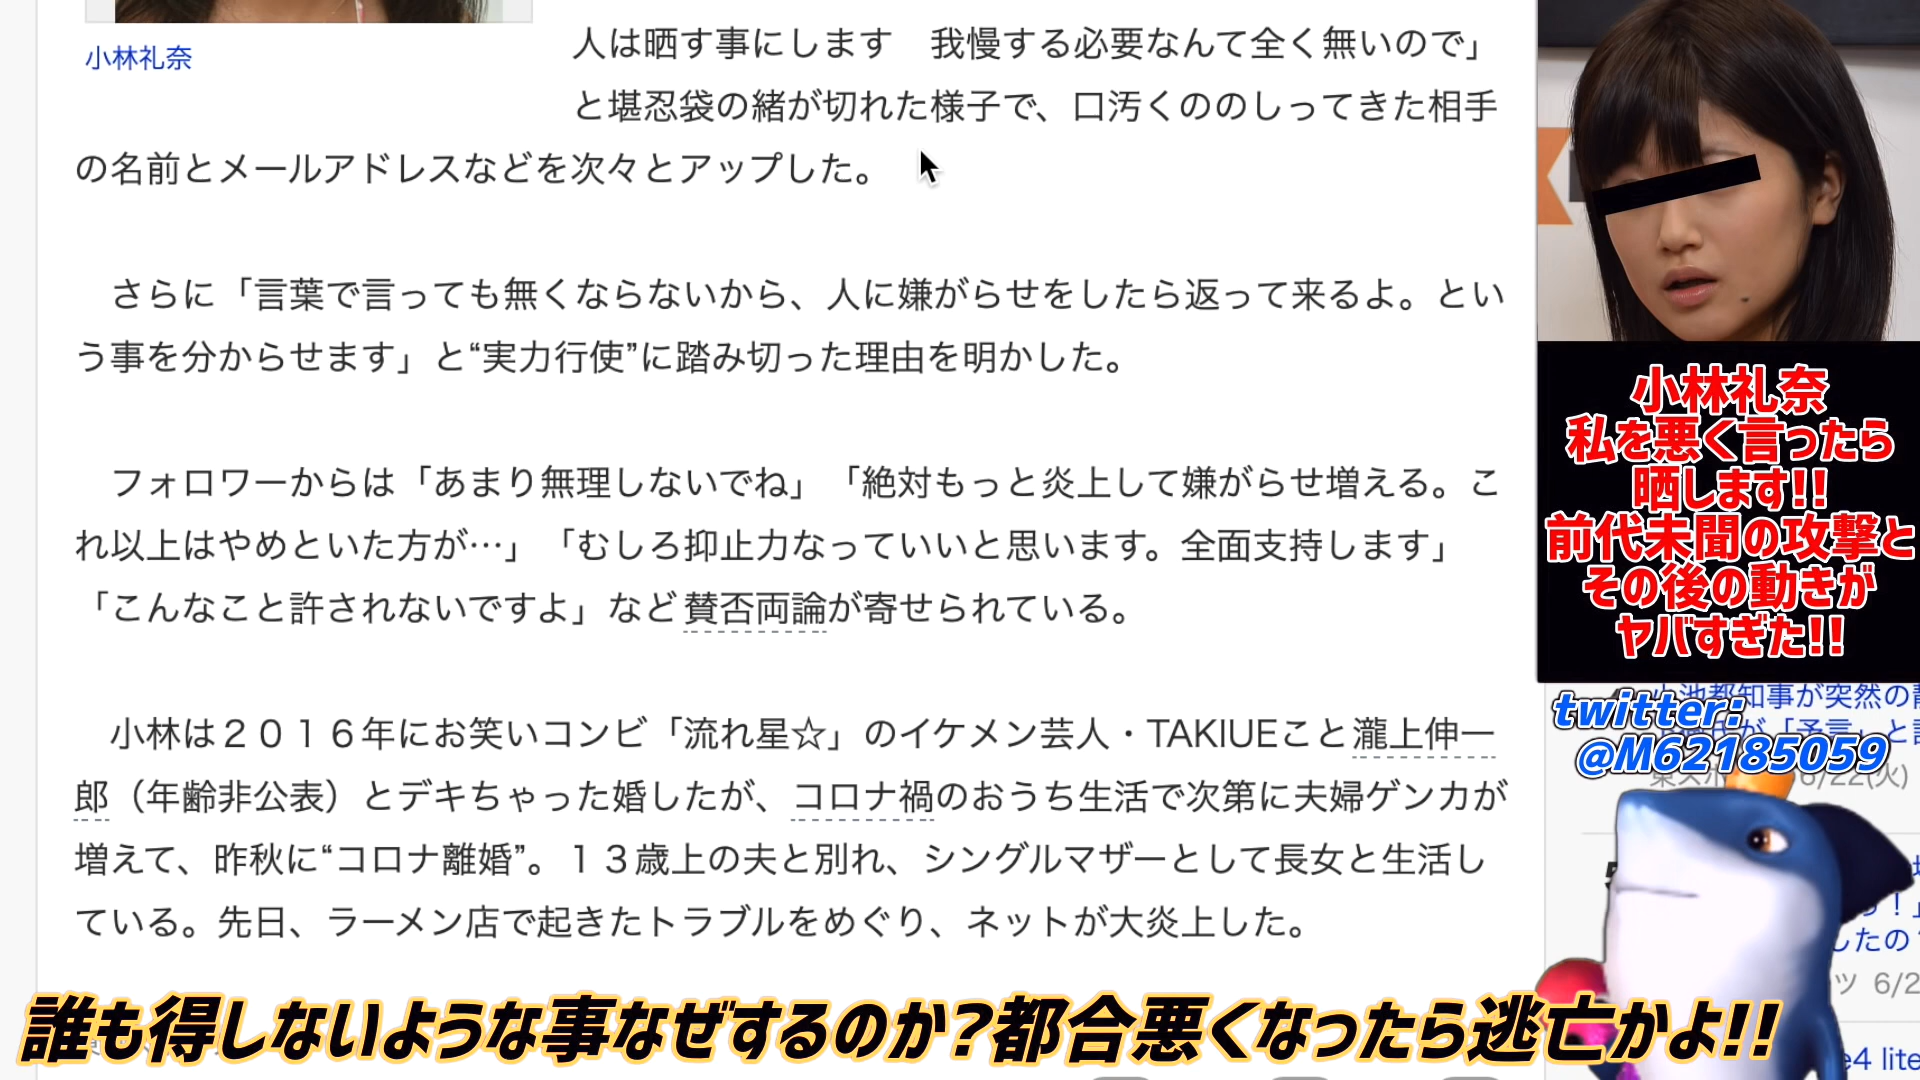 小林礼奈
人は晒す事にします　我慢する必要なんて全く無いので」
と堪忍袋の緒が切れた様子で、口汚くののしってきた相手
の名前とメールアドレスなどを次々とアップした。
さらに「言葉で言っても無くならないから、人に嫌がらせをしたら返って来るよ。とい
う事を分からせます」と“実力行使”に踏み切った理由を明かした。
フォロワーからは「あまり無理しないでね」「絶対もっと炎上して嫌がらせ増える。こ
れ以上はやめといた方が…」「むしろ抑止力なっていいと思います。全面支持します」
「こんなこと許されないですよ」など賛否両論が寄せられている。
小林は２０１６年にお笑いコンビ「流れ星☆」のイケメン芸人・TAKIUEこと瀧上伸一
郎（年齢非公表）とデキちゃった婚したが、コロナ禍のおうち生活で次第に夫婦ゲンカが
増えて、昨秋に“コロナ離婚”。１３歳上の夫と別れ、シングルマザーとして長女と生活し
ている。先日、ラーメン店で起きたトラブルをめぐり、ネットが大炎上した。
小林礼奈
私を悪く言ったら
晒します!!
前代未聞の攻撃と
その後の動きが
ヤバすぎた!!
池都知事が突然の
twitter:
「予言」と
@M62185059
6/22(火)
したの
ツ 6/2
e4 lite
誰も得しないような事なぜするのか?都合悪くなったら逃亡かよ!!